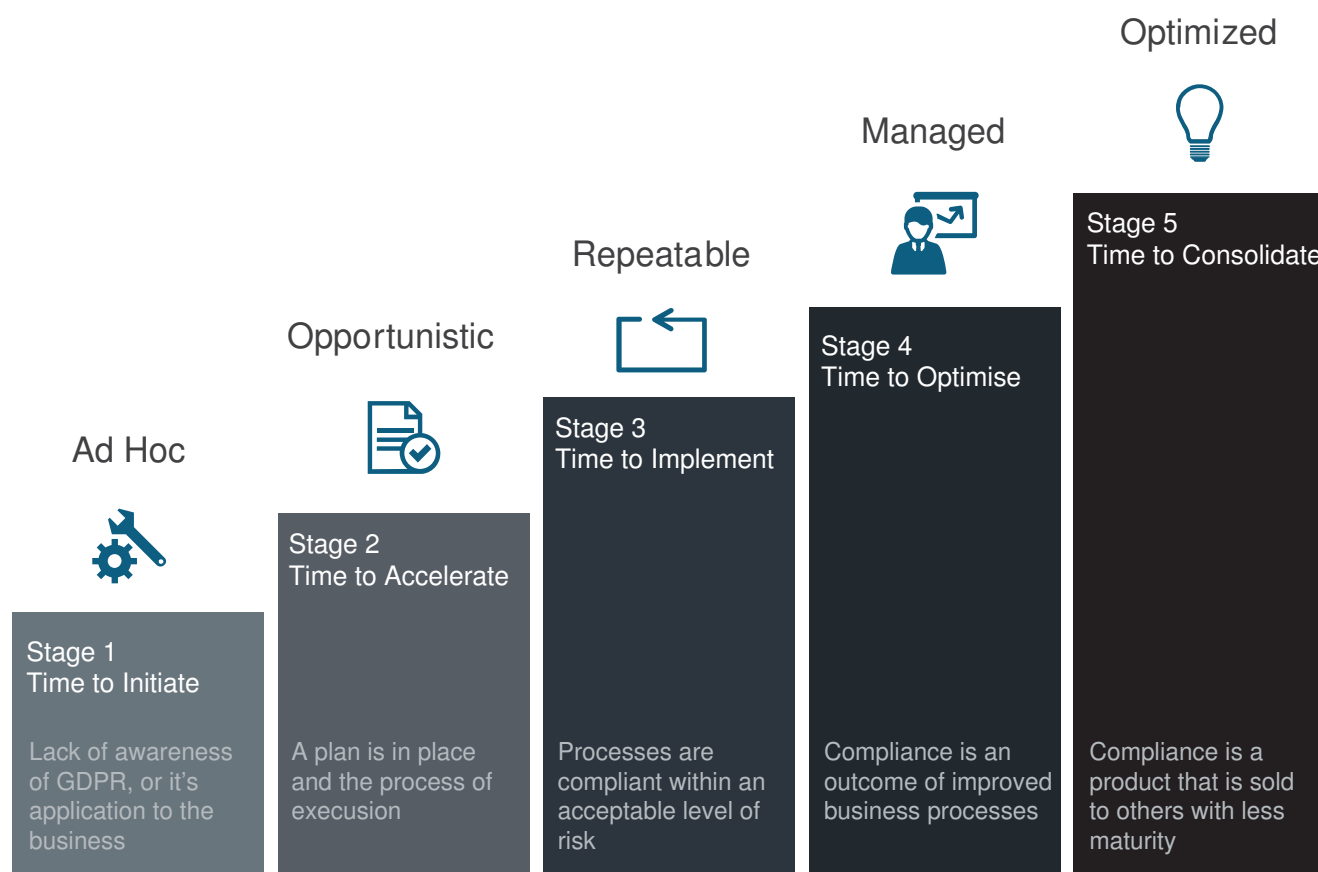 Ad Hoc
Stage 1
Time to Initiate
Lack of awareness
of GDPR, or it's
application to the
business
Opportunistic
Stage 2
Time to Accelerate
A plan is in place
and the process of
execusion
Repeatable
Stage 3
Time to Implement
Processes are
compliant within an
acceptable level of
risk
Managed
Stage 4
Time to Optimise
Compliance is an
outcome of improved
business processes
Optimized
Stage 5
Time to Consolidate
Compliance is a
product that is sold
to others with less
maturity